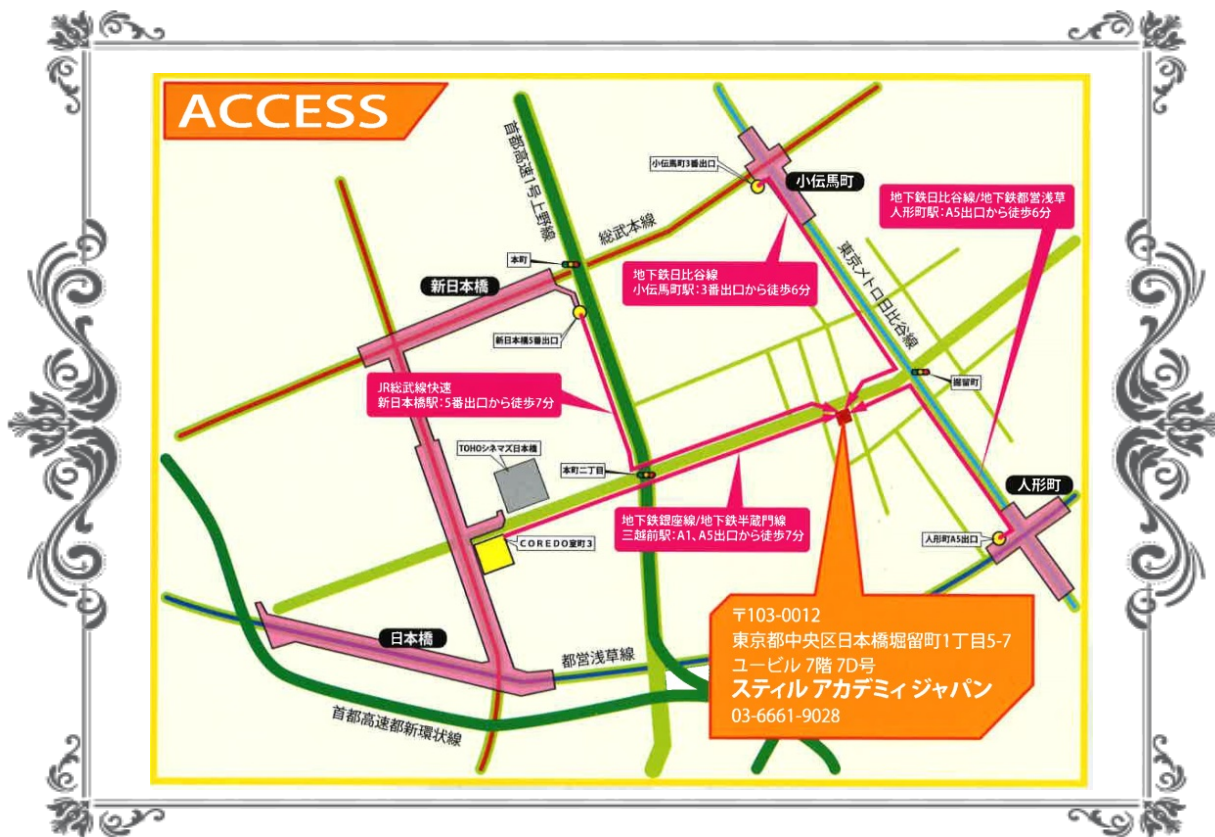 ACCESS
首都高速1号上野線
小伝馬町3番出口
小伝馬町
地下鉄日比谷線/地下鉄都営浅草
人形町駅:A5出口から徒歩6分
総武本線
本町
東京メトロ日比谷線
地下鉄日比谷線
小伝馬町駅:3番出口から徒歩6分
新日本橋
新日本橋5番出口
JR総武線快速
新日本橋駅:5番出口から徒歩7分
堀留町
TOHOシネマズ日本橋
本町二丁目
人形町
地下鉄銀座線/地下鉄半蔵門線
三越前駅:A1、A5出口から徒歩7分
COREDO室町3
人形町A5出口
〒103-0012
東京都中央区日本橋堀留町1丁目5-7
ユービル 7階 7D号
スティル アカデミィ ジャパン
03-6661-9028
日本橋
都営浅草線
首都高速都新環状線